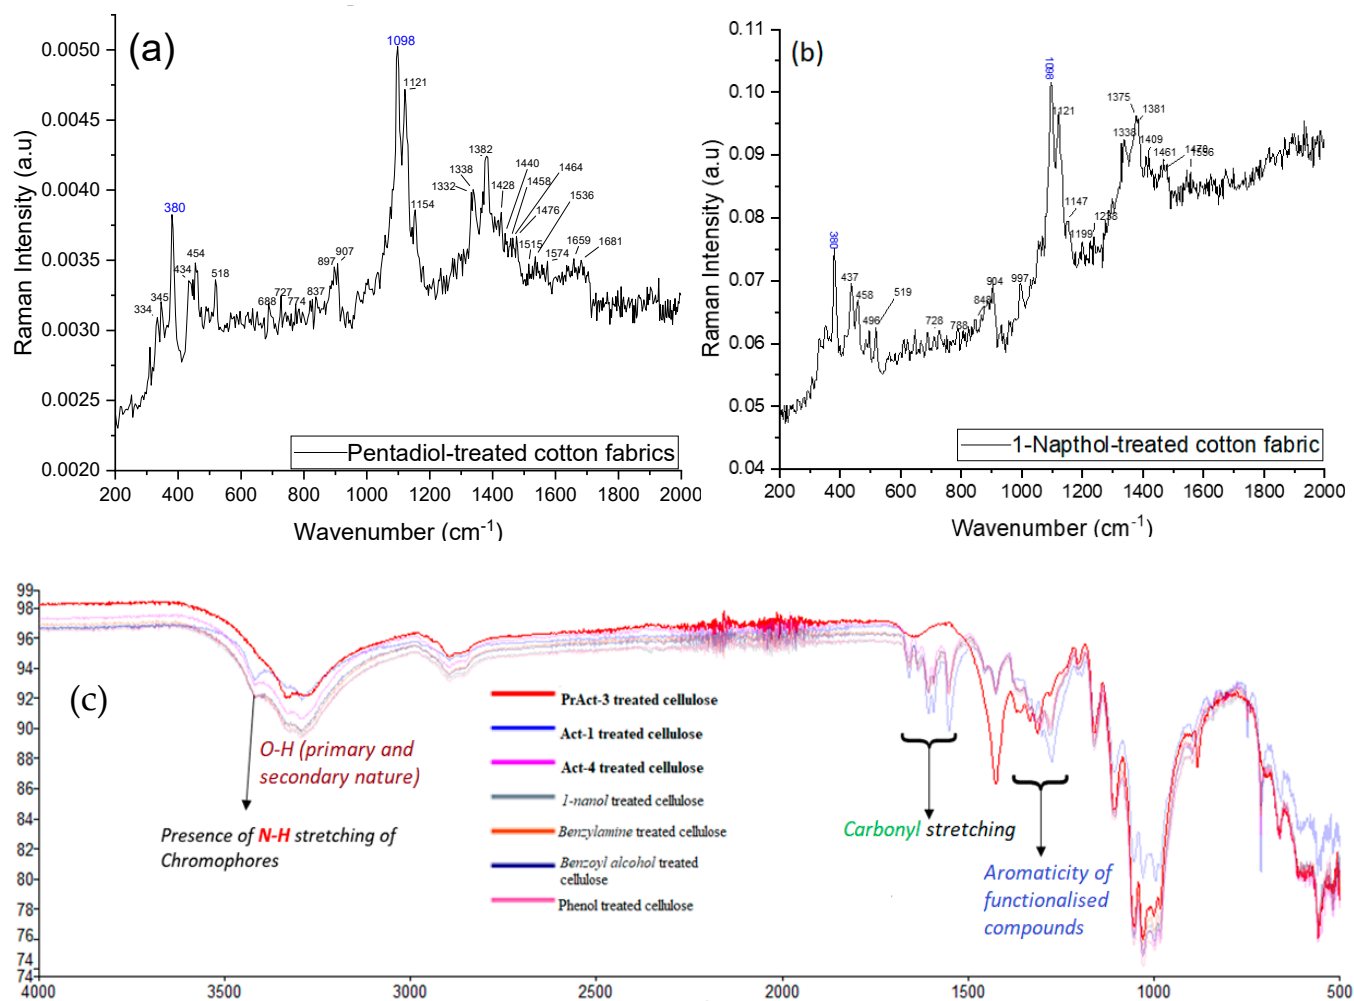 (a)
1098
0.0050
1121
0.0045
1382
1338
1332
1440
1464
1458
0.0040
1428
1476
1536
380
1154
454
434
897
907
1515
1574
1659
1681
0.0035
518
345
334
727
688
774
837
0.0030
0.0025
Pentadiol-treated cotton fabrics
0.0020
200 400 600 800 1000 1200 1400 1600 1800 2000
Wavenumber (cm-1)
Raman Intensity (a.u)
(b)
0.11
1098
0.10
1375
1381
121
1338
1409
1461
0.09
1147
1199
0.08
380
437
458
904
997
0.07
496
519
848
728
788
0.06
0.05
1-Napthol-treated cotton fabric
0.04
200 400 600 800 1000 1200 1400 1600 1800 2000
Wavenumber (cm-1)
Raman Intensity (a.u)
(c)
99
98
96
94
92
90
88
86
84
82
80
78
76
74
74
O-H (primary and
secondary nature)
Presence of N-H stretching of
Chromophores
PrAct-3 treated cellulose
Act-1 treated cellulose
Act-4 treated cellulose
1-nanol treated cellulose
Benzylamine treated cellulose
Benzoyl alcohol treated
cellulose
Phenol treated cellulose
Carbonyl stretching
Aromaticity of
functionalised
compounds
4000 3500 3000 2500 2000 1500 1000 500